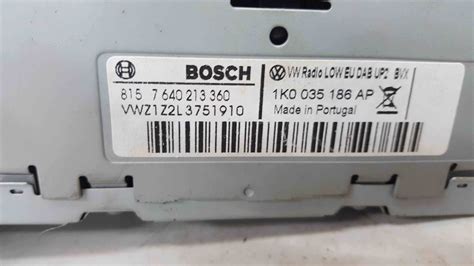 BOSCH
815 7 640 213 360
VWZ1Z2L3751910
VW Radio LOW EU DAB UP2 BVX
1K0 035 186 AP
Made in Portugal